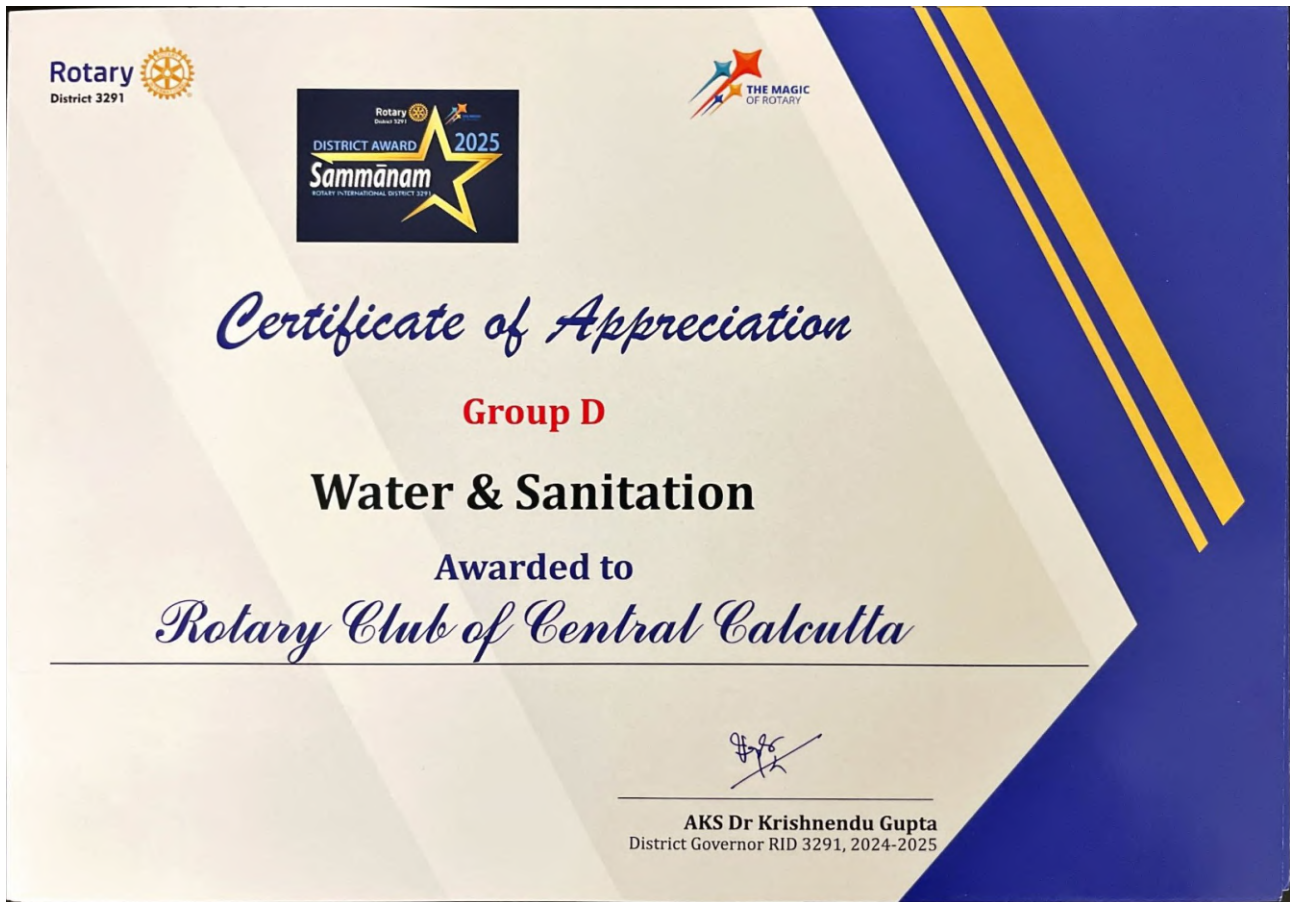 Rotary
District 3291
THE MAGIC
OF ROTARY
Rotary
District 3291
DISTRICT AWARD 2025
Sammānam
ROTARY INTERNATIONAL DISTRICT 3291
Certificate of Appreciation
Group D
Water & Sanitation
Awarded to
Rotary Club of Central Calcutta
AKS Dr Krishnendu Gupta
District Governor RID 3291, 2024-2025